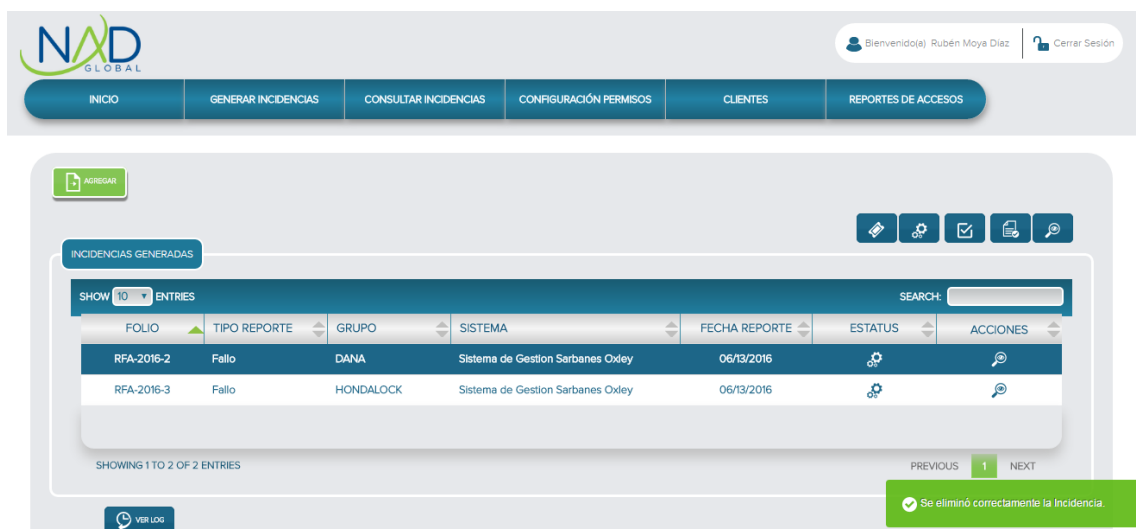 NAD
GLOBAL
Bienvenido(a) Rubén Moya Díaz
Cerrar Sesión
INICIO
GENERAR INCIDENCIAS
CONSULTAR INCIDENCIAS
CONFIGURACIÓN PERMISOS
CLIENTES
REPORTES DE ACCESOS
AGREGAR
INCIDENCIAS GENERADAS
SHOW 10 ENTRIES
SEARCH:
FOLIO TIPO REPORTE GRUPO SISTEMA FECHA REPORTE ESTATUS ACCIONES
RFA-2016-2 Fallo DANA Sistema de Gestion Sarbanes Oxley 06/13/2016
RFA-2016-3 Fallo HONDALOCK Sistema de Gestion Sarbanes Oxley 06/13/2016
SHOWING 1 TO 2 OF 2 ENTRIES
PREVIOUS 1 NEXT
Se eliminó correctamente la Incidencia.
VER LOG